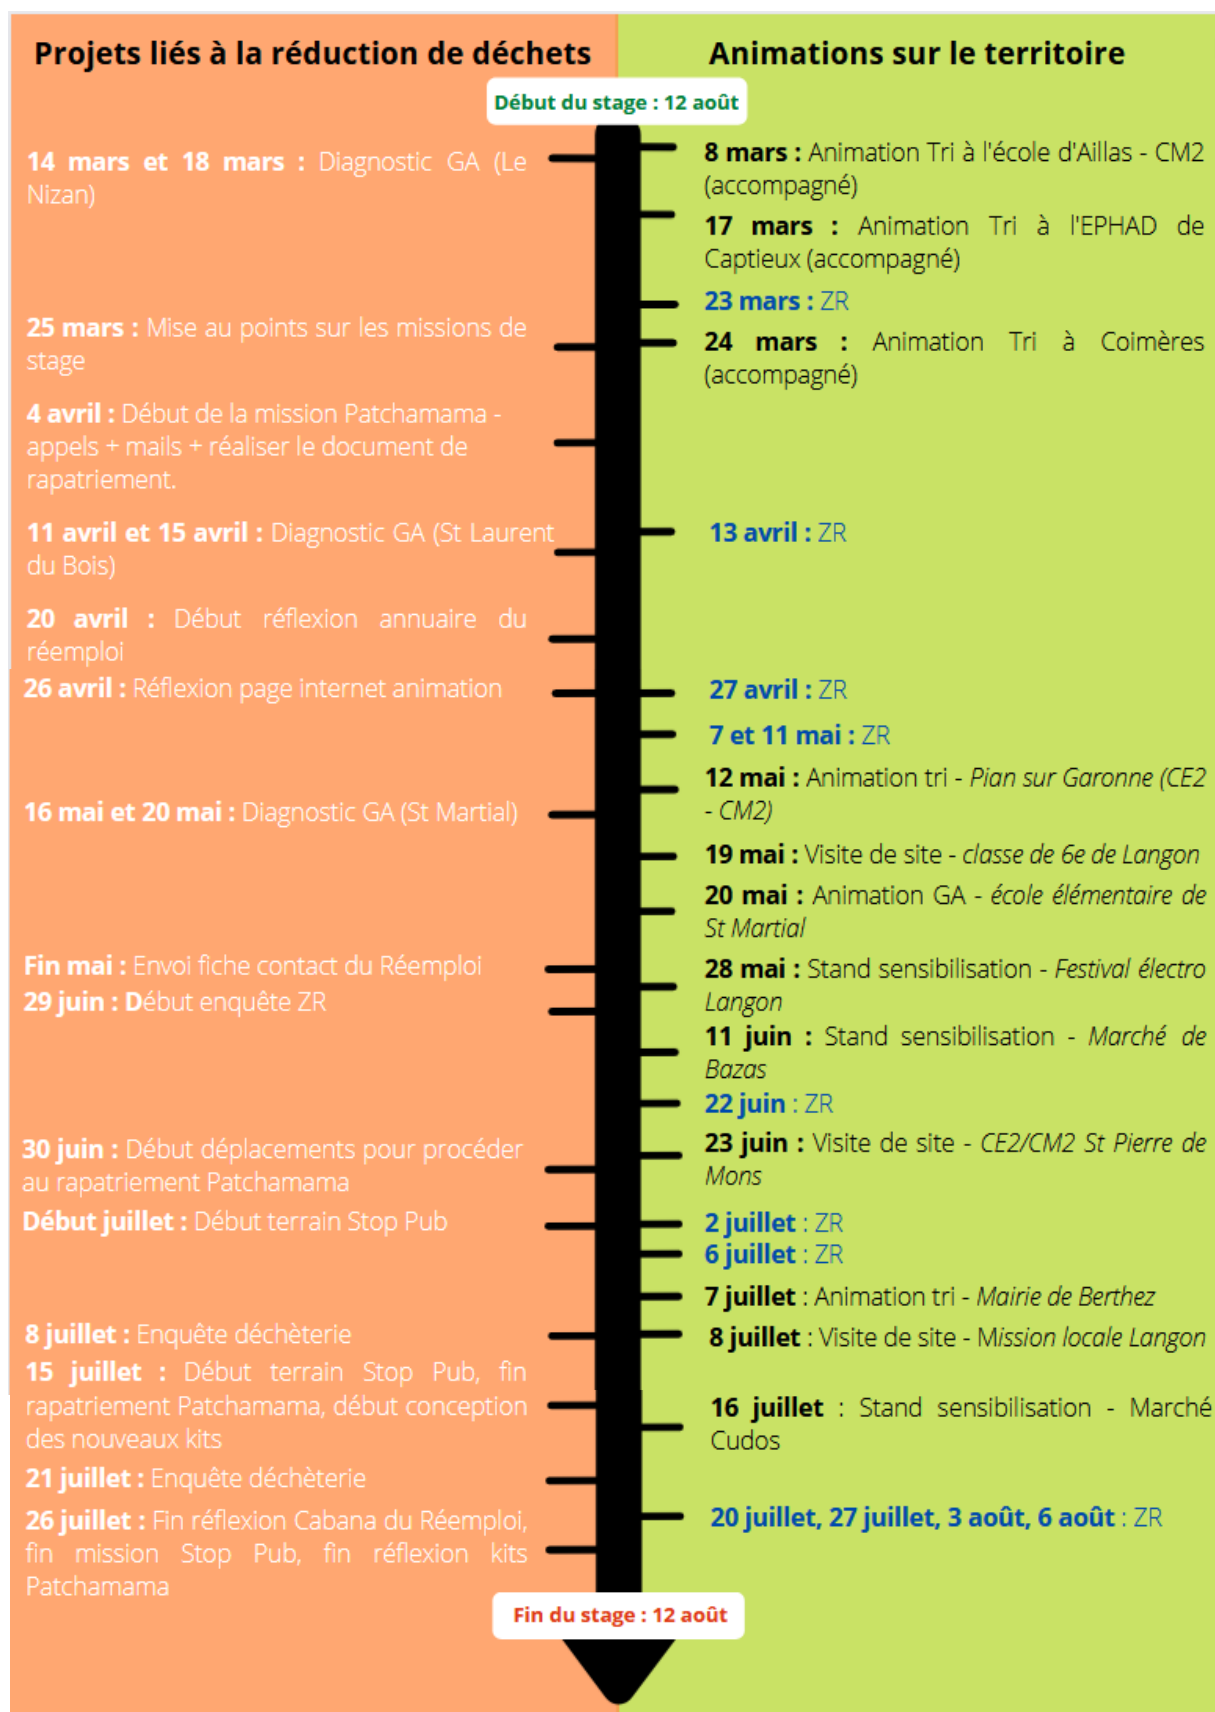 Projets liés à la réduction de déchets
Animations sur le territoire
Début du stage : 12 août
14 mars et 18 mars : Diagnostic GA (Le
Nizan)
25 mars : Mise au points sur les missions de
stage
4 avril : Début de la mission Patchamama -
appels + mails + réaliser le document de
rapatriement.
11 avril et 15 avril : Diagnostic GA (St Laurent
du Bois)
20 avril : Début réflexion annuaire du
réemploi
26 avril : Réflexion page internet animation
16 mai et 20 mai : Diagnostic GA (St Martial)
Fin mai : Envoi fiche contact du Réemploi
29 juin : Début enquête ZR
30 juin : Début déplacements pour procéder
au rapatriement Patchamama
Début juillet : Début terrain Stop Pub
8 juillet : Enquête déchèterie
15 juillet : Début terrain Stop Pub, fin
rapatriement Patchamama, début conception
des nouveaux kits
21 juillet : Enquête déchèterie
26 juillet : Fin réflexion Cabana du Réemploi,
fin mission Stop Pub, fin réflexion kits
Patchamama
8 mars : Animation Tri à l'école d'Aillas - CM2
(accompagné)
17 mars : Animation Tri à l'EPHAD de
Captieux (accompagné)
23 mars : ZR
24 mars : Animation Tri à Coimères
(accompagné)
13 avril : ZR
27 avril : ZR
7 et 11 mai : ZR
12 mai : Animation tri - Pian sur Garonne (CE2
- CM2)
19 mai : Visite de site - classe de 6e de Langon
20 mai : Animation GA - école élémentaire de
St Martial
28 mai : Stand sensibilisation - Festival électro
Langon
11 juin : Stand sensibilisation - Marché de
Bazas
22 juin : ZR
23 juin : Visite de site - CE2/CM2 St Pierre de
Mons
2 juillet : ZR
6 juillet : ZR
7 juillet : Animation tri - Mairie de Berthez
8 juillet : Visite de site - Mission locale Langon
16 juillet : Stand sensibilisation - Marché
Cudos
20 juillet, 27 juillet, 3 août, 6 août : ZR
Fin du stage : 12 août